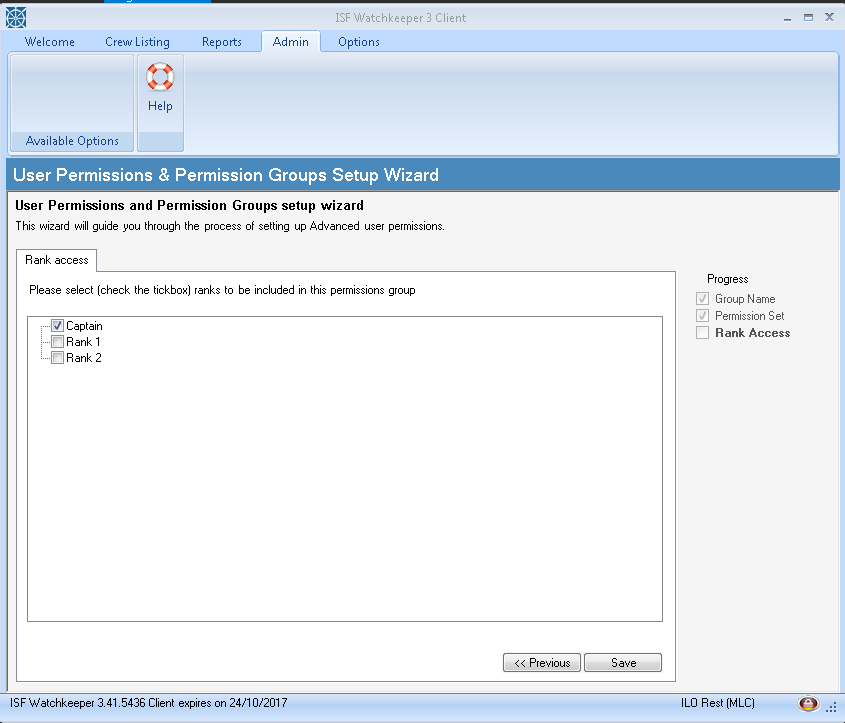 ISF Watchkeeper 3 Client
Welcome Crew Listing Reports Admin Options
Help
Available Options
User Permissions & Permission Groups Setup Wizard
User Permissions and Permission Groups setup wizard
This wizard will guide you through the process of setting up Advanced user permissions.
Rank access
Please select (check the tickbox) ranks to be included in this permissions group
Captain
Rank 1
Rank 2
Progress
Group Name
Permission Set
Rank Access
<< Previous Save
ISF Watchkeeper 3.41.5436 Client expires on 24/10/2017 ILO Rest (MLC)